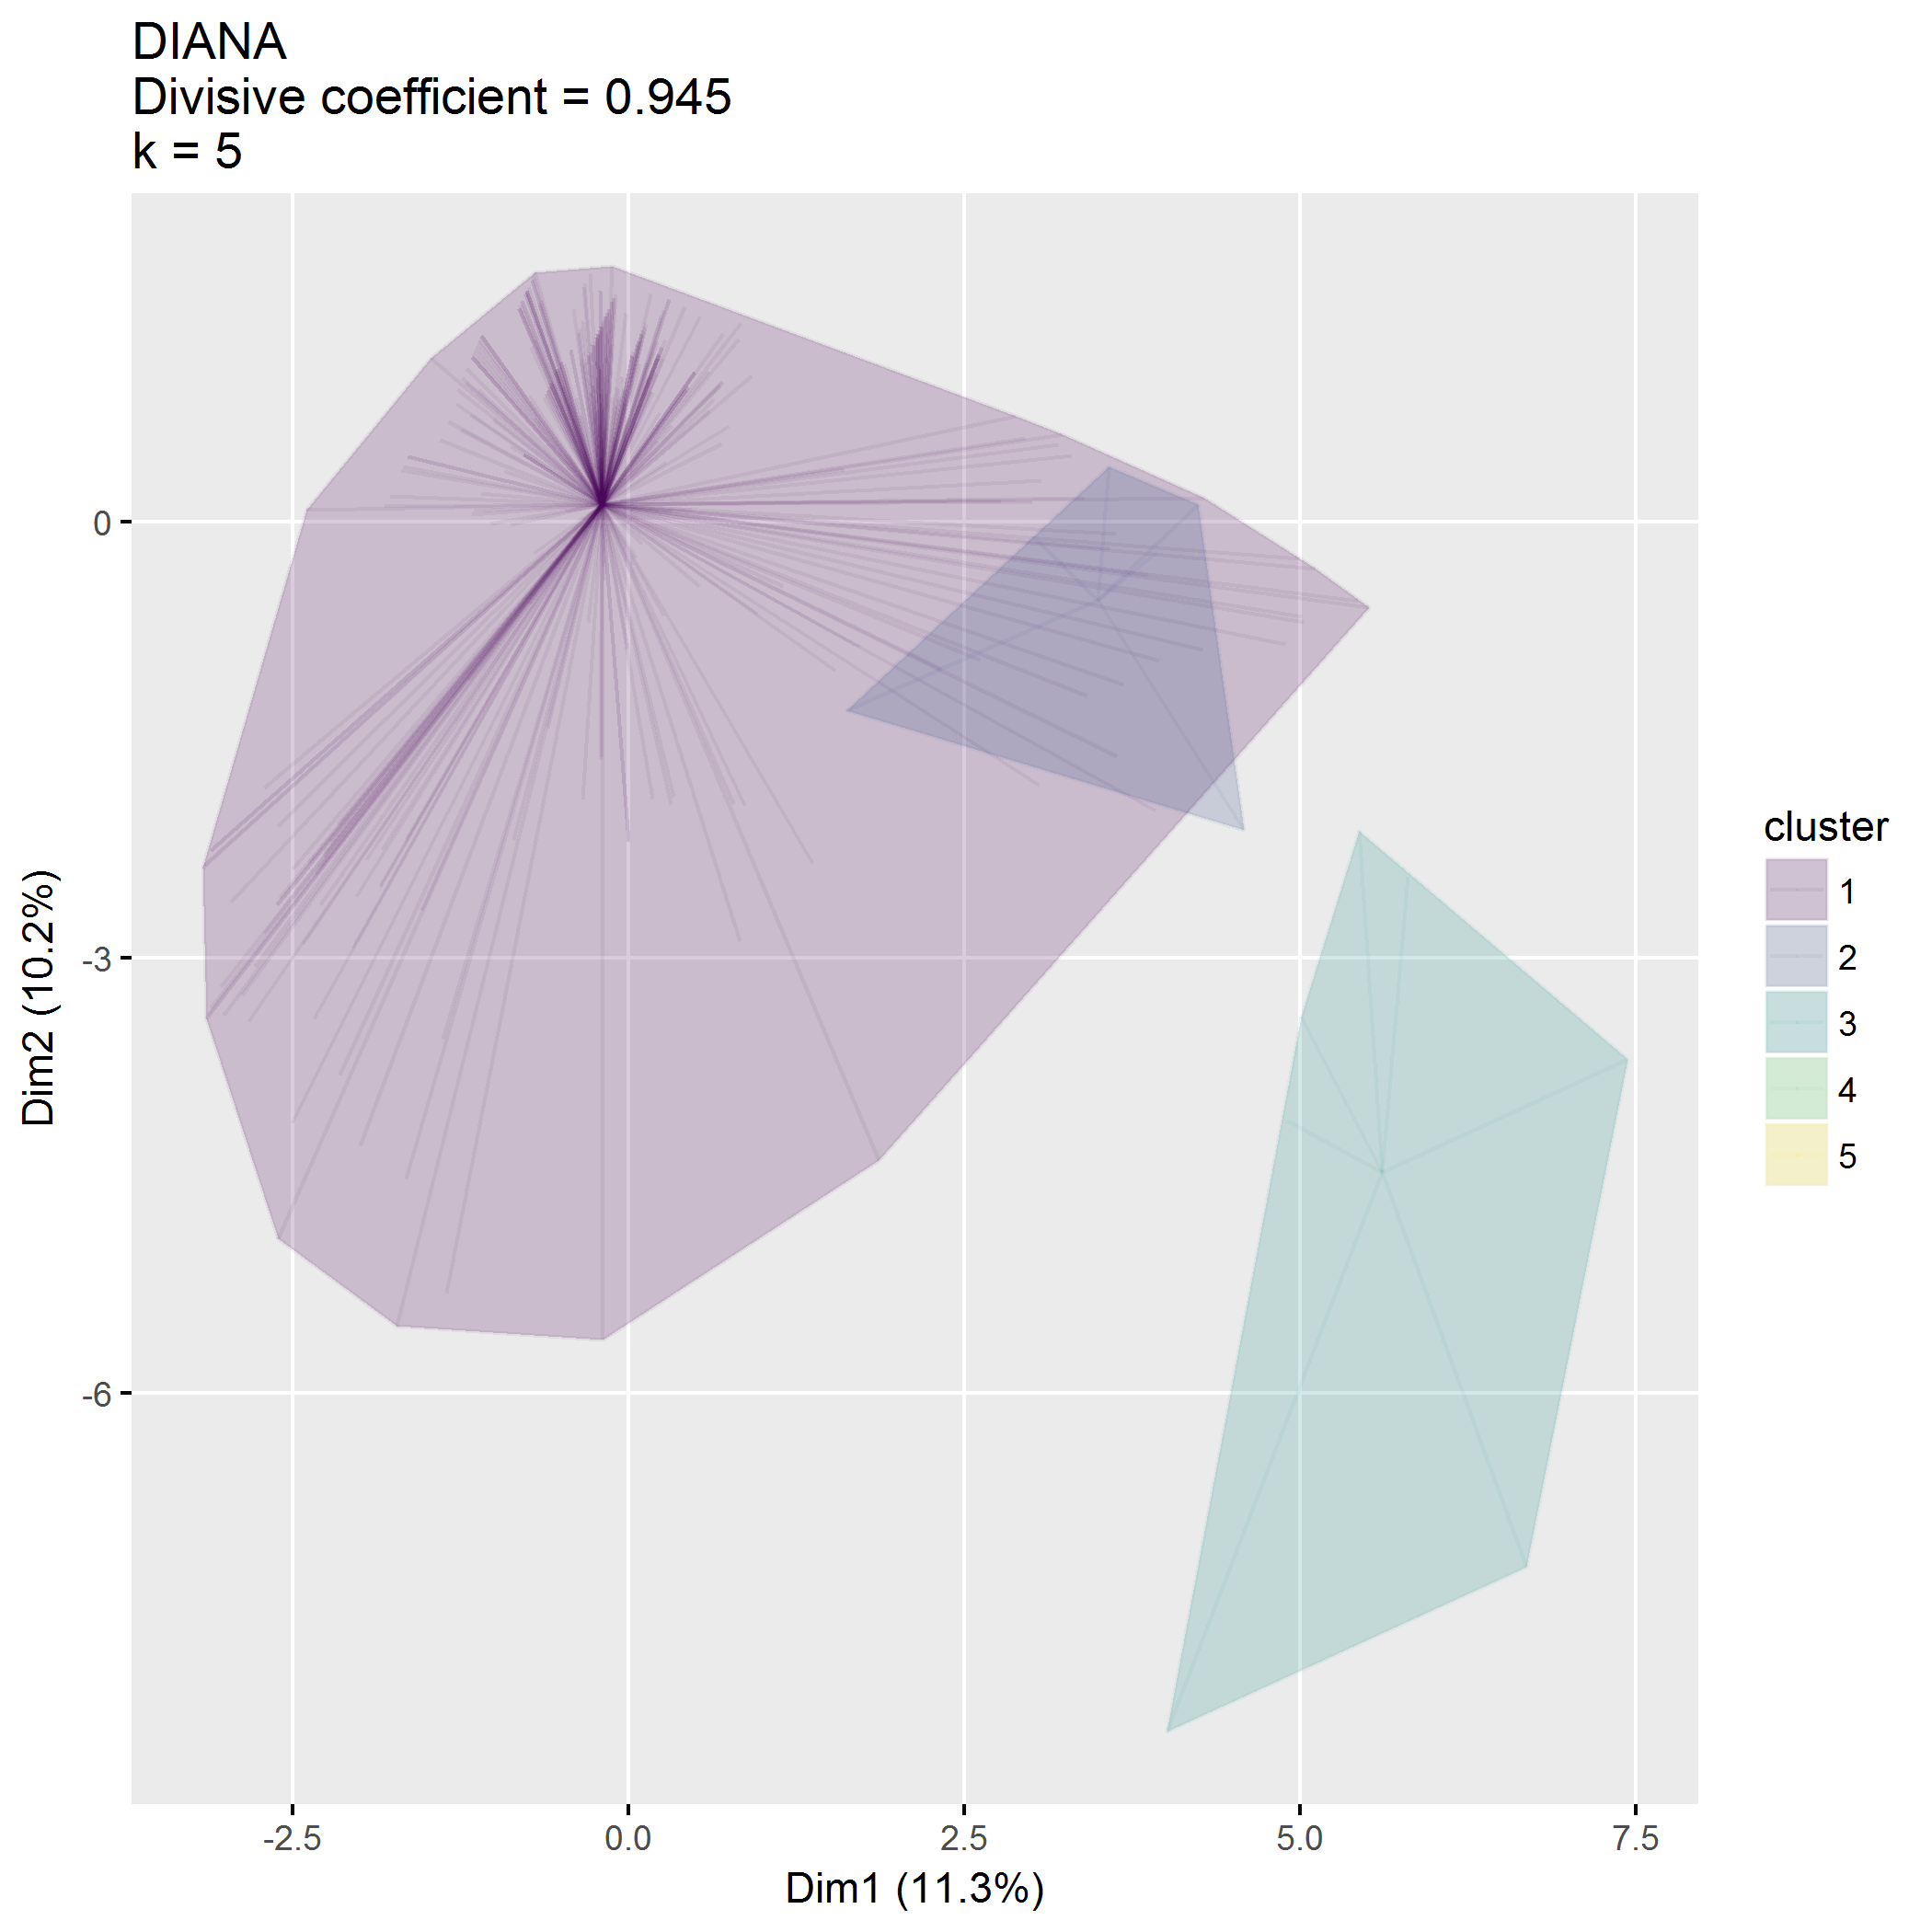 DIANA
Divisive coefficient = 0.945
k = 5
0
-3
-6
Dim2 (10.2%)
-2.5
0.0
2.5
5.0
7.5
Dim1 (11.3%)
cluster
1
2
3
4
5